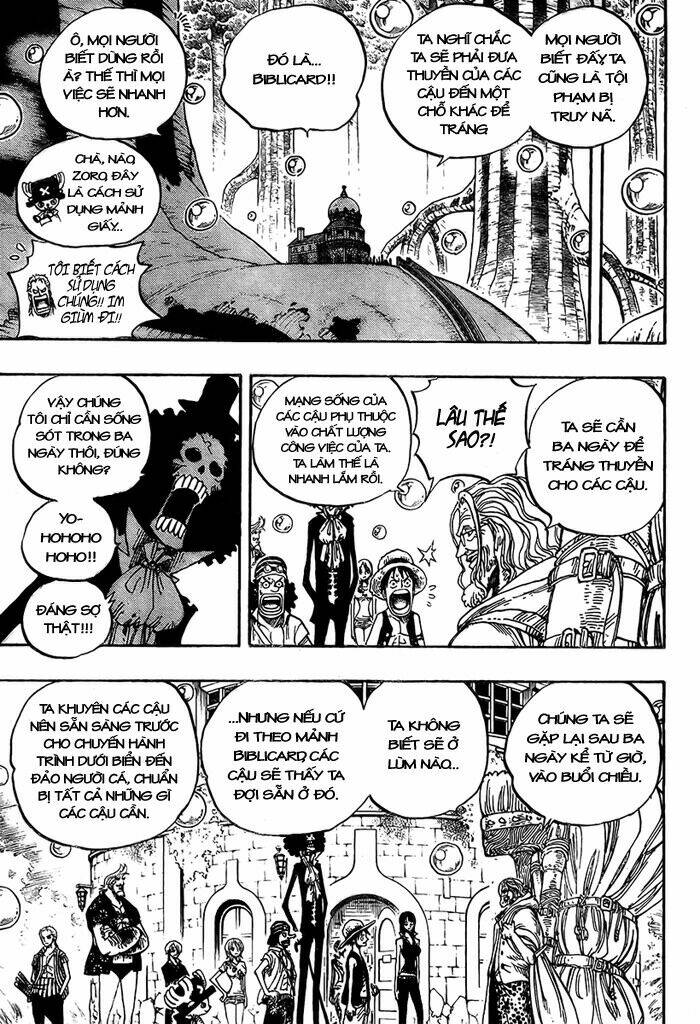 MỌI NGƯỜI
BIẾT ĐẤY, TA
CŨNG LÀ TỘI
PHẠM BỊ
TRUY NÃ.
TA NGHĨ CHẮC
TA SẼ PHẢI ĐƯA
THUYỀN CỦA CÁC
CẬU ĐẾN MỘT
CHỖ KHÁC ĐỂ
TRÁNG
ĐÓ LÀ...
BIBLICARD!!
Ồ, MỌI NGƯỜI
BIẾT DÙNG RỒI
À? THẾ THÌ MỌI
VIỆC SẼ NHANH
HƠN.
CHÀ, NÀO,
ZORO, ĐÂY
LÀ CÁCH SỬ
DỤNG MẢNH
GIẤY...
TÔI BIẾT CÁCH
SỬ DỤNG
CHÚNG!! IM
GIÙM ĐI!!
TA SẼ CẦN
BA NGÀY ĐỂ
TRÁNG THUYỀN
CHO CÁC CẬU.
LÂU THẾ
SAO?!
MẠNG SỐNG CỦA
CÁC CẬU PHỤ THUỘC
VÀO CHẤT LƯỢNG
CÔNG VIỆC CỦA TA.
TA LÀM THẾ LÀ
NHANH LẮM RỒI.
VẬY CHÚNG
TÔI CHỈ CẦN SỐNG
SÓT TRONG BA
NGÀY THÔI, ĐÚNG
KHÔNG?
YO-
HOHOHO
HOHO!!
ĐÁNG SỢ
THẬT!!!
CHÚNG TA SẼ
GẶP LẠI SAU BA
NGÀY KỂ TỪ GIỜ,
VÀO BUỔI CHIỀU.
TA KHÔNG
BIẾT SẼ Ở
LÙM NÀO...
...NHƯNG NẾU CỨ
ĐI THEO MẢNH
BIBLICARD, CÁC
CẬU SẼ THẤY TA
ĐỢI SẴN Ở ĐÓ.
TA KHUYÊN CÁC CẬU
NÊN SẴN SÀNG TRƯỚC
CHO CHUYẾN HÀNH
TRÌNH DƯỚI BIỂN ĐẾN
ĐẢO NGƯỜI CÁ, CHUẨN
BỊ TẤT CẢ NHỮNG GÌ
CÁC CẬU CẦN.